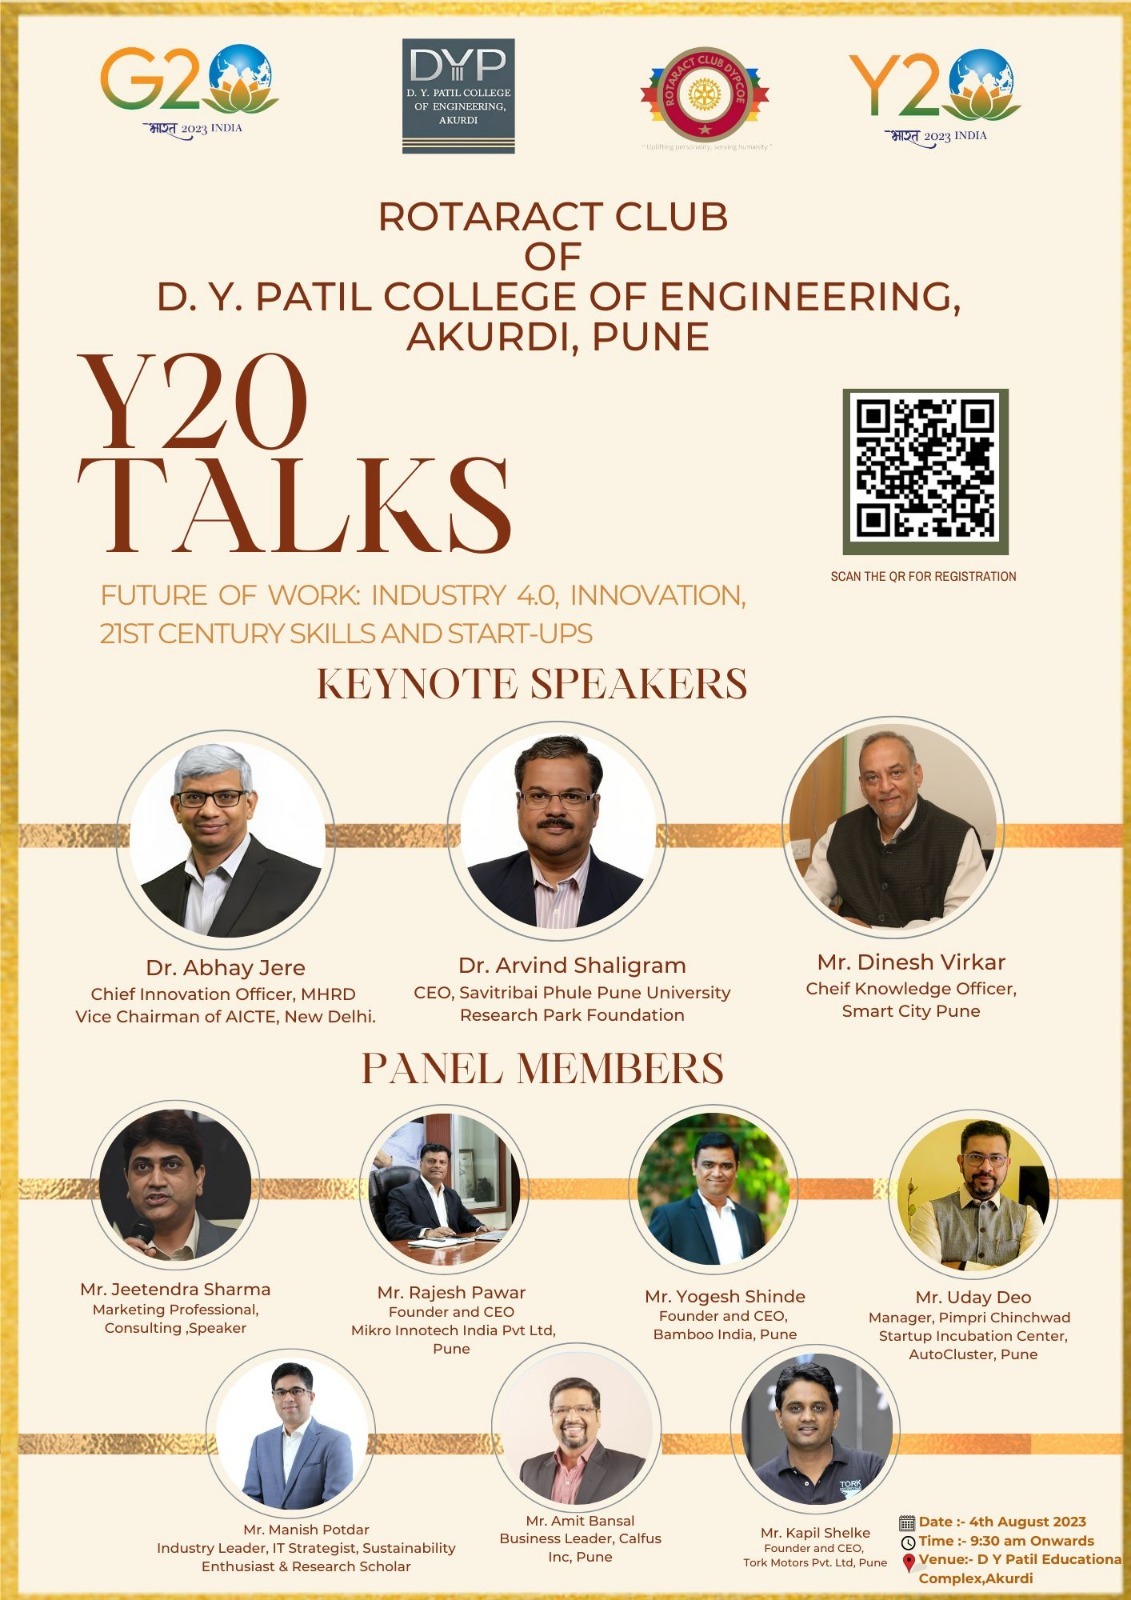 G20
भारत 2023 INDIA
DYP
D. Y. PATIL COLLEGE
OF ENGINEERING,
AKURDI
ROTARACT CLUB DYPCOE
"Uplifting personality, serving humanity"
Y20
भारत 2023 INDIA
ROTARACT CLUB
OF
D. Y. PATIL COLLEGE OF ENGINEERING,
AKURDI, PUNE
Y20
TALKS
SCAN THE QR FOR REGISTRATION
FUTURE OF WORK: INDUSTRY 4.0, INNOVATION,
21ST CENTURY SKILLS AND START-UPS
KEYNOTE SPEAKERS
Dr. Abhay Jere
Chief Innovation Officer, MHRD
Vice Chairman of AICTE, New Delhi.
Dr. Arvind Shaligram
CEO, Savitribai Phule Pune University
Research Park Foundation
Mr. Dinesh Virkar
Cheif Knowledge Officer,
Smart City Pune
PANEL MEMBERS
Mr. Jeetendra Sharma
Marketing Professional,
Consulting ,Speaker
Mr. Rajesh Pawar
Founder and CEO
Mikro Innotech India Pvt Ltd,
Pune
Mr. Yogesh Shinde
Founder and CEO,
Bamboo India, Pune
Mr. Uday Deo
Manager, Pimpri Chinchwad
Startup Incubation Center,
AutoCluster, Pune
Mr. Manish Potdar
Industry Leader, IT Strategist, Sustainability
Enthusiast & Research Scholar
Mr. Amit Bansal
Business Leader, Calfus
Inc, Pune
TORK
Mr. Kapil Shelke
Founder and CEO,
Tork Motors Pvt. Ltd, Pune
Date :- 4th August 2023
Time :- 9:30 am Onwards
Venue:- D Y Patil Educationa
Complex,Akurdi